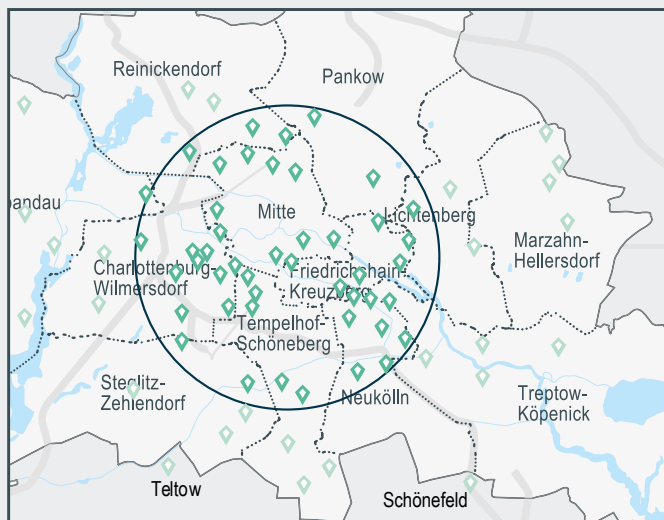 Reinickendorf
Pankow
pandau
Mitte
Lichtenberg
Marzahn-
Hellersdorf
Charlottenburg-
Wilmersdorf
Friedrichshain-
Kreuzberg
Tempelhof-
Schöneberg
Steglitz-
Zehlendorf
Neukölln
Treptow-
Köpenick
Teltow
Schönefeld